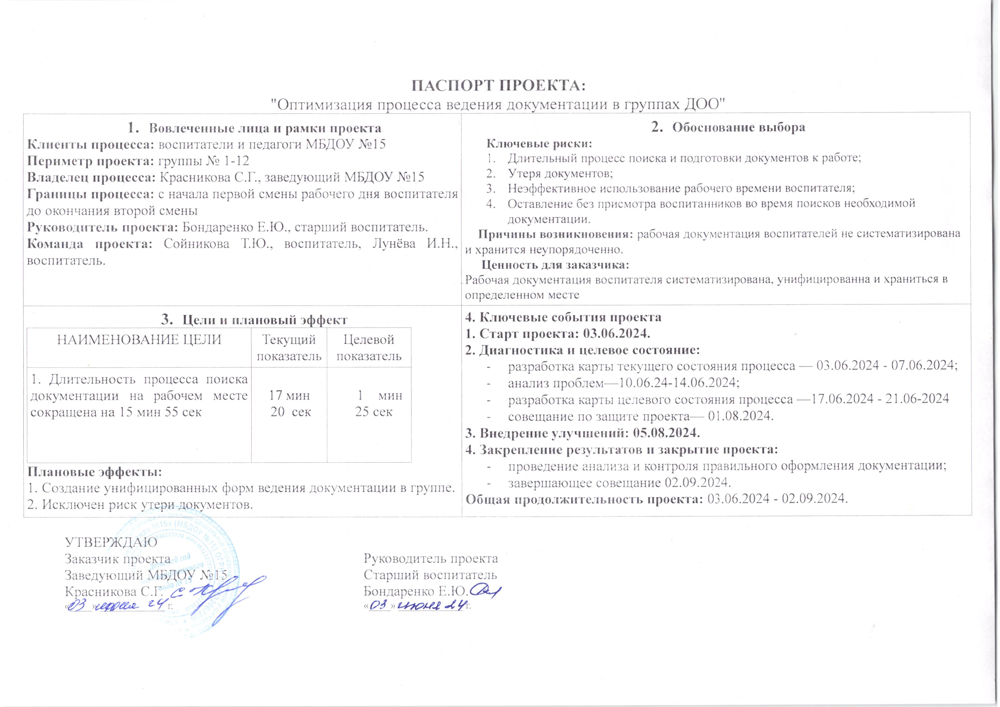 ПАСПОРТ ПРОЕКТА:
"Оптимизация процесса ведения документации в группах ДОО"
1. Вовлеченные лица и рамки проекта
Клиенты процесса: воспитатели и педагоги МБДОУ №15
Периметр проекта: группы № 1-12
Владелец процесса: Красникова С.Г., заведующий МБДОУ №15
Границы процесса: с начала первой смены рабочего дня воспитателя
до окончания второй смены
Руководитель проекта: Бондаренко Е.Ю., старший воспитатель.
Команда проекта: Сойникова Т.Ю., воспитатель, Лунёва И.Н.,
воспитатель.
2. Обоснование выбора
Ключевые риски:
1. Длительный процесс поиска и подготовки документов к работе;
2. Утеря документов;
3. Неэффективное использование рабочего времени воспитателя;
4. Оставление без присмотра воспитанников во время поисков необходимой
документации.
Причины возникновения: рабочая документация воспитателей не систематизирована
и хранится неупорядоченно.
Ценность для заказчика:
Рабочая документация воспитателя систематизирована, унифицированна и храниться в
определенном месте
3. Цели и плановый эффект
НАИМЕНОВАНИЕ ЦЕЛИ
Текущий
показатель
Целевой
показатель
1. Длительность процесса поиска
документации на рабочем месте
сокращена на 15 мин 55 сек
17 мин
20 сек
1 мин
25 сек
Плановые эффекты:
1. Создание унифицированных форм ведения документации в группе.
2. Исключен риск утери документов.
4. Ключевые события проекта
1. Старт проекта: 03.06.2024.
2. Диагностика и целевое состояние:
- разработка карты текущего состояния процесса — 03.06.2024 - 07.06.2024;
- анализ проблем—10.06.24-14.06.2024;
- разработка карты целевого состояния процесса —17.06.2024 - 21.06-2024
- совещание по защите проекта— 01.08.2024.
3. Внедрение улучшений: 05.08.2024.
4. Закрепление результатов и закрытие проекта:
- проведение анализа и контроля правильного оформления документации;
- завершающее совещание 02.09.2024.
Общая продолжительность проекта: 03.06.2024 - 02.09.2024.
УТВЕРЖДАЮ
Заказчик проекта
Заведующий МБДОУ №15
Красникова С.Г.
«03» июня 24 г.
Руководитель проекта
Старший воспитатель
Бондаренко Е.Ю.
«03» июня 24 г.
Детский сад
вида № 15